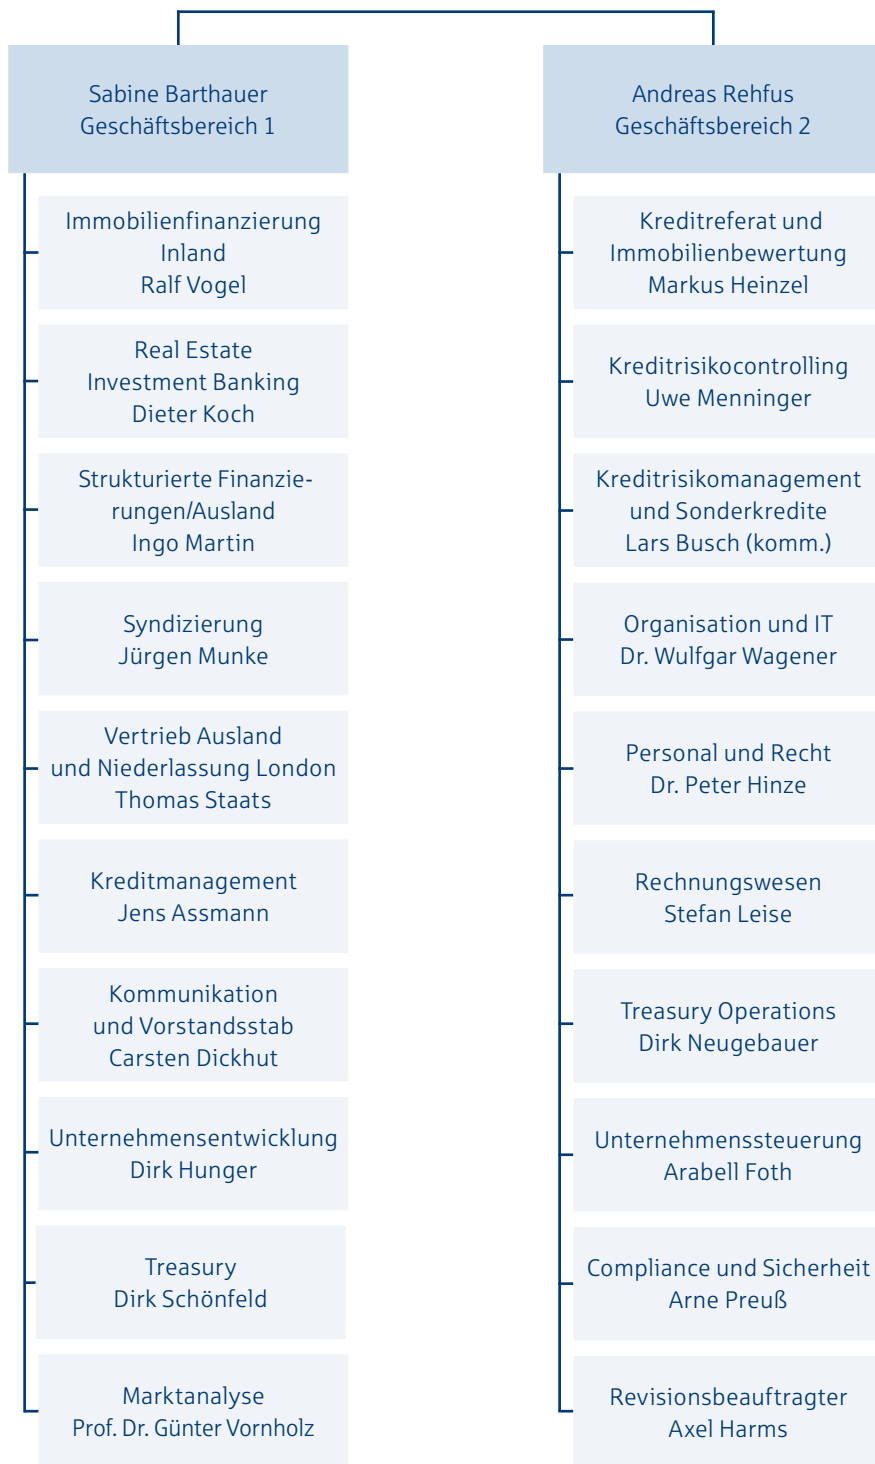 Sabine Barthauer
Geschäftsbereich 1
Immobilienfinanzierung
Inland
Ralf Vogel
Real Estate
Investment Banking
Dieter Koch
Strukturierte Finanzie-
rungen/Ausland
Ingo Martin
Syndizierung
Jürgen Munke
Vertrieb Ausland
und Niederlassung London
Thomas Staats
Kreditmanagement
Jens Assmann
Kommunikation
und Vorstandsstab
Carsten Dickhut
Unternehmensentwicklung
Dirk Hunger
Treasury
Dirk Schönfeld
Marktanalyse
Prof. Dr. Günter Vornholz
Andreas Rehfus
Geschäftsbereich 2
Kreditreferat und
Immobilienbewertung
Markus Heinzel
Kreditrisikocontrolling
Uwe Menninger
Kreditrisikomanagement
und Sonderkredite
Lars Busch (komm.)
Organisation und IT
Dr. Wulfgar Wagener
Personal und Recht
Dr. Peter Hinze
Rechnungswesen
Stefan Leise
Treasury Operations
Dirk Neugebauer
Unternehmenssteuerung
Arabell Foth
Compliance und Sicherheit
Arne Preuß
Revisionsbeauftragter
Axel Harms